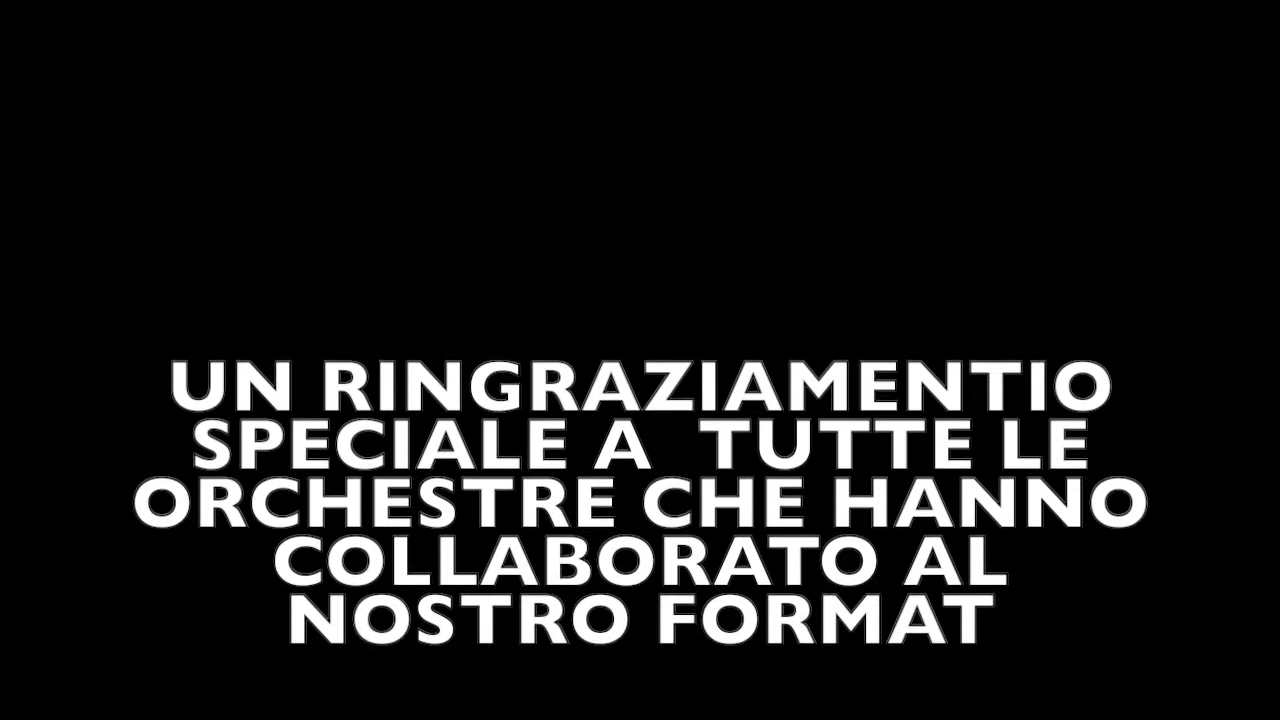 UN RINGRAZIAMENTIO
SPECIALE A  TUTTE LE
ORCHESTRE CHE HANNO
COLLABORATO AL
NOSTRO FORMAT